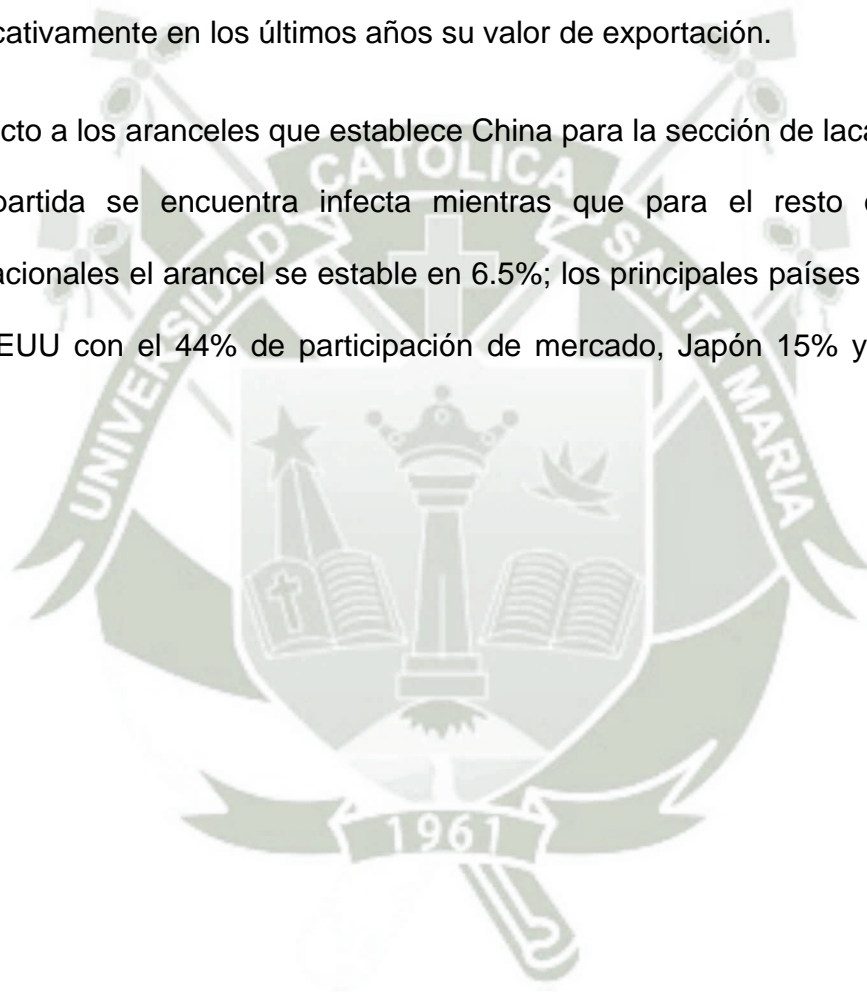 cativamente en los últimos años su valor de exportación.
cto a los aranceles que establece China para la sección de laca
partida se encuentra infecta mientras que para el resto
acionales el arancel se estable en 6.5%; los principales países
EUU con el 44% de participación de mercado, Japón 15% y
UNIVERSIDAD CATOLICA SANTA MARIA
1961